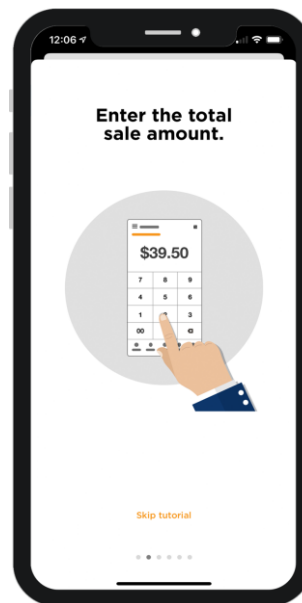 12:06
Enter the total
sale amount.
$39.50
7 8 9
4 5 6
1 3
00
Skip tutorial